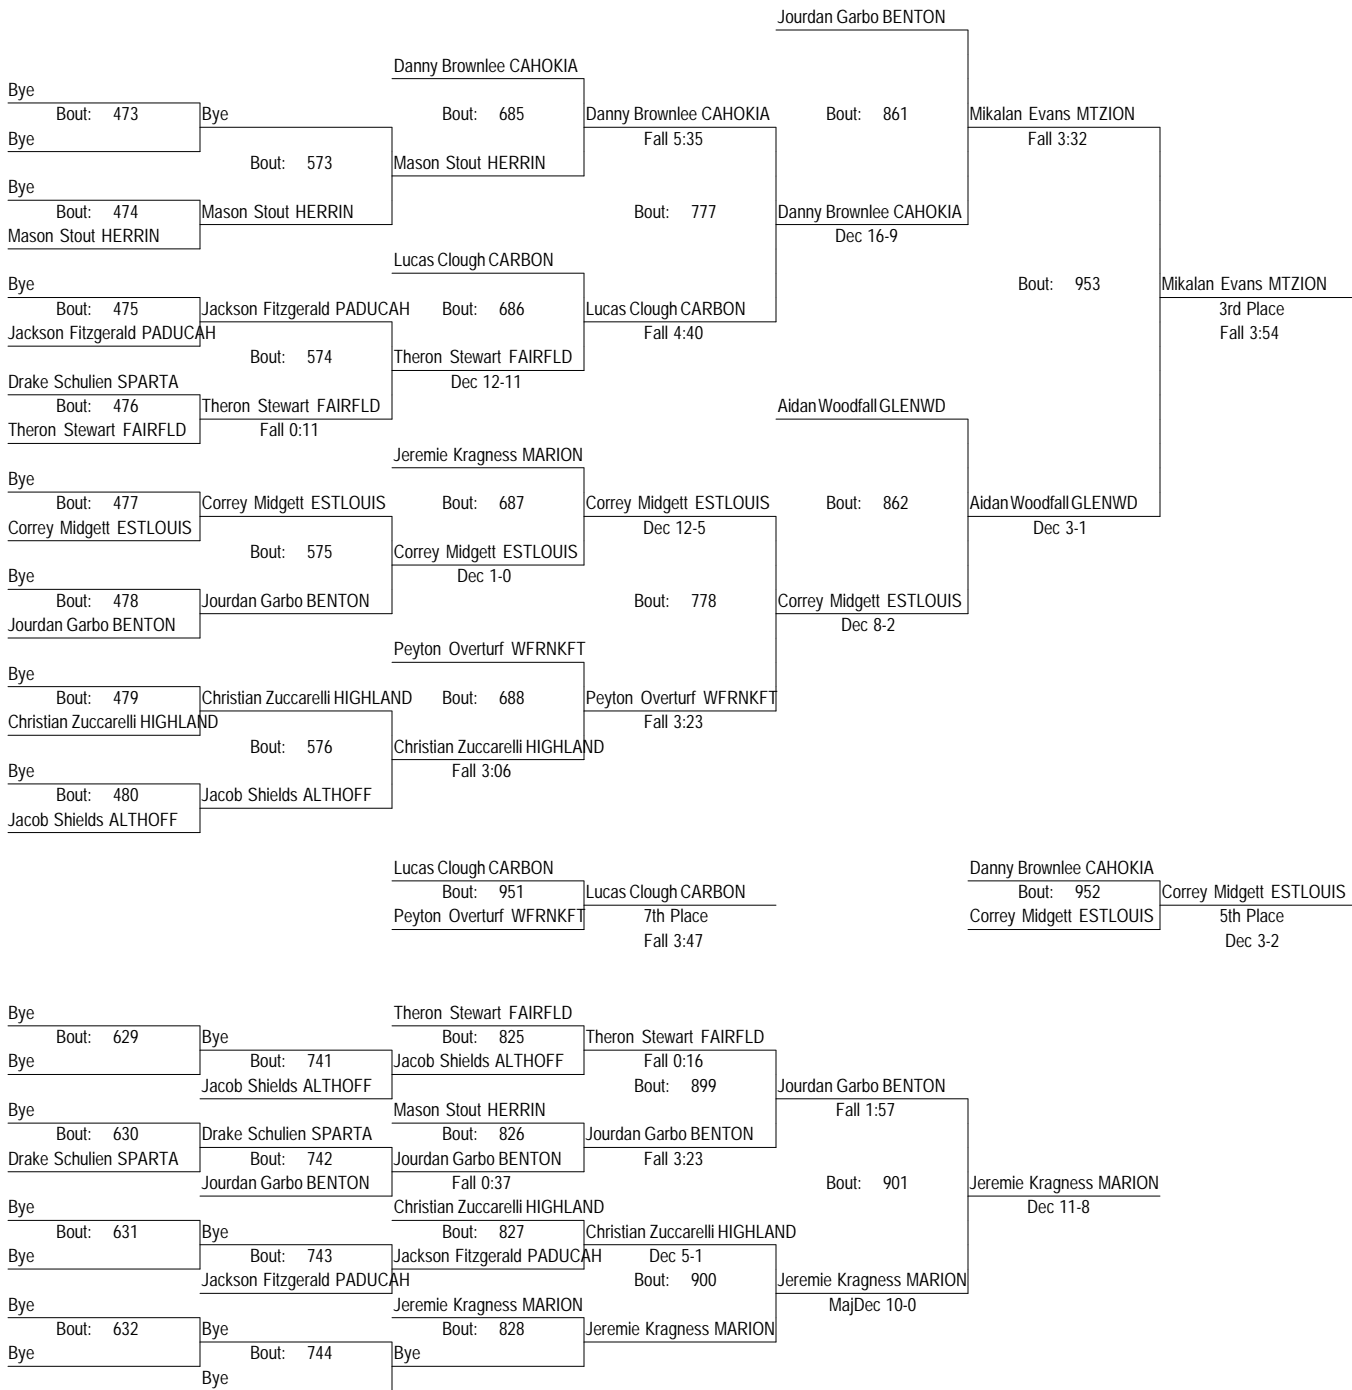 Jourdan Garbo BENTON
Danny Brownlee CAHOKIA
Bye
Bout: 473 Bye Bout: 685 Danny Brownlee CAHOKIA Bout: 861 Mikalan Evans MTZION
Bye Fall 5:35 Fall 3:32
Bout: 573 Mason Stout HERRIN
Bye
Bout: 474 Mason Stout HERRIN Bout: 777 Danny Brownlee CAHOKIA
Mason Stout HERRIN Dec 16-9
Lucas Clough CARBON
Bye Bout: 953 Mikalan Evans MTZION
Bout: 475 Jackson Fitzgerald PADUCAH Bout: 686 Lucas Clough CARBON 3rd Place
Jackson Fitzgerald PADUCAH Fall 4:40 Fall 3:54
Bout: 574 Theron Stewart FAIRFLD
Drake Schulien SPARTA Dec 12-11
Bout: 476 Theron Stewart FAIRFLD Aidan Woodfall GLENWD
Theron Stewart FAIRFLD Fall 0:11
Jeremie Kragness MARION
Bye
Bout: 477 Correy Midgett ESTLOUIS Bout: 687 Correy Midgett ESTLOUIS Bout: 862 Aidan Woodfall GLENWD
Correy Midgett ESTLOUIS Dec 12-5 Dec 3-1
Bout: 575 Correy Midgett ESTLOUIS
Bye Dec 1-0
Bout: 478 Jourdan Garbo BENTON Bout: 778 Correy Midgett ESTLOUIS
Jourdan Garbo BENTON Dec 8-2
Peyton Overturf WFRNKFT
Bye
Bout: 479 Christian Zuccarelli HIGHLAND Bout: 688 Peyton Overturf WFRNKFT
Christian Zuccarelli HIGHLAND Fall 3:23
Bout: 576 Christian Zuccarelli HIGHLAND
Bye Fall 3:06
Bout: 480 Jacob Shields ALTHOFF
Jacob Shields ALTHOFF
Lucas Clough CARBON Danny Brownlee CAHOKIA
Bout: 951 Lucas Clough CARBON Bout: 952 Correy Midgett ESTLOUIS
Peyton Overturf WFRNKFT 7th Place Correy Midgett ESTLOUIS 5th Place
Fall 3:47 Dec 3-2
Bye Theron Stewart FAIRFLD
Bout: 629 Bye Bout: 825 Theron Stewart FAIRFLD
Bye Bout: 741 Jacob Shields ALTHOFF Fall 0:16
Jacob Shields ALTHOFF Bout: 899 Jourdan Garbo BENTON
Bye Mason Stout HERRIN Fall 1:57
Bout: 630 Drake Schulien SPARTA Bout: 826 Jourdan Garbo BENTON
Drake Schulien SPARTA Bout: 742 Jourdan Garbo BENTON Fall 3:23
Jourdan Garbo BENTON Fall 0:37 Bout: 901 Jeremie Kragness MARION
Bye Christian Zuccarelli HIGHLAND Dec 11-8
Bout: 631 Bye Bout: 827 Christian Zuccarelli HIGHLAND
Bye Bout: 743 Jackson Fitzgerald PADUCAH Dec 5-1
Jackson Fitzgerald PADUCAH Bout: 900 Jeremie Kragness MARION
Bye Jeremie Kragness MARION MajDec 10-0
Bout: 632 Bye Bout: 828 Jeremie Kragness MARION
Bye Bout: 744 Bye
Bye